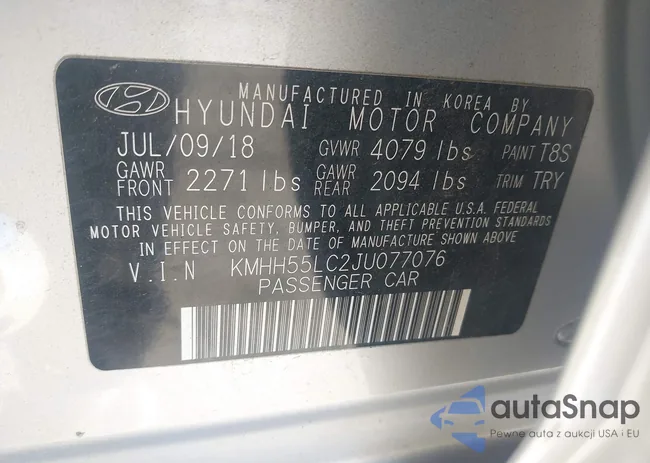 MANUFACTURED IN KOREA BY
HYUNDAI MOTOR COMPANY
JUL/09/18 GVWR 4079 lbs PAINT T8S
GAWR FRONT 2271 lbs GAWR REAR 2094 lbs TRIM TRY
THIS VEHICLE CONFORMS TO ALL APPLICABLE U.S.A. FEDERAL
MOTOR VEHICLE SAFETY, BUMPER, AND THEFT PREVENTION STANDARDS
IN EFFECT ON THE DATE OF MANUFACTURE SHOWN ABOVE
V.I.N KMHH55LC2JU077076
PASSENGER CAR
autoSnap
Pewne auta z aukcji USA i EU